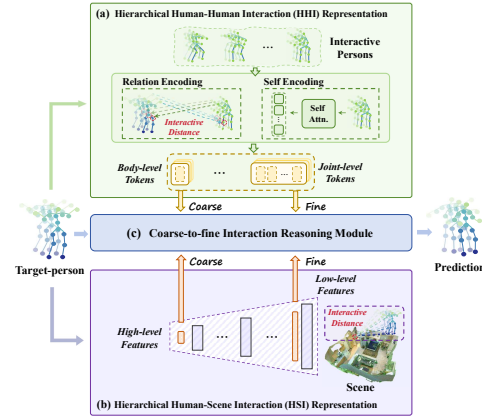 (a) Hierarchical Human-Human Interaction (HHI) Representation
Interactive
Persons
...
Relation Encoding
Self Encoding
Interactive
Distance
Self
Attn.
Body-level
Tokens
...
...
Joint-level
Tokens
Coarse
Fine
(c) Coarse-to-fine Interaction Reasoning Module
Target-person
Prediction
Coarse
Fine
Low-level
Features
High-level
Features
...
...
Interactive
Distance
Scene
(b) Hierarchical Human-Scene Interaction (HSI) Representation